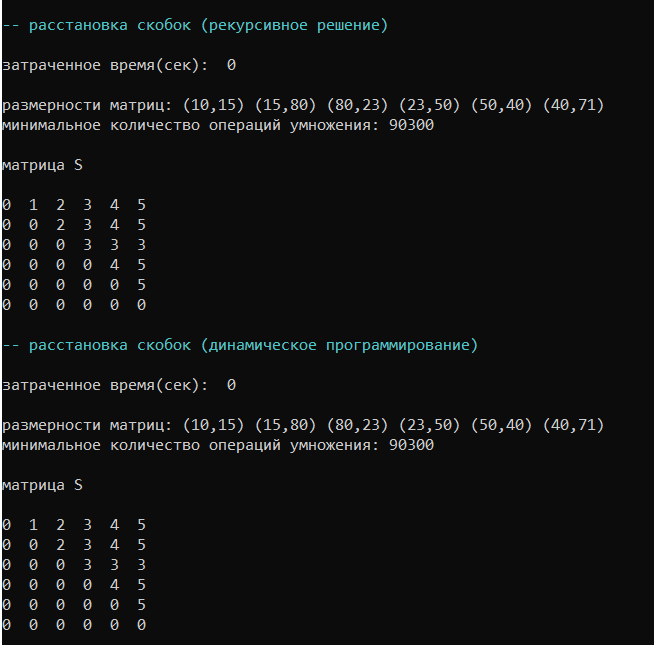 -- расстановка скобок (рекурсивное решение)
затраченное время(сек):  0
размерности матриц: (10,15) (15,80) (80,23) (23,50) (50,40) (40,71)
минимальное количество операций умножения: 90300
матрица S
0  1  2  3  4  5
0  0  2  3  4  5
0  0  0  3  3  3
0  0  0  0  4  5
0  0  0  0  0  5
0  0  0  0  0  0
-- расстановка скобок (динамическое программирование)
затраченное время(сек):  0
размерности матриц: (10,15) (15,80) (80,23) (23,50) (50,40) (40,71)
минимальное количество операций умножения: 90300
матрица S
0  1  2  3  4  5
0  0  2  3  4  5
0  0  0  3  3  3
0  0  0  0  4  5
0  0  0  0  0  5
0  0  0  0  0  0